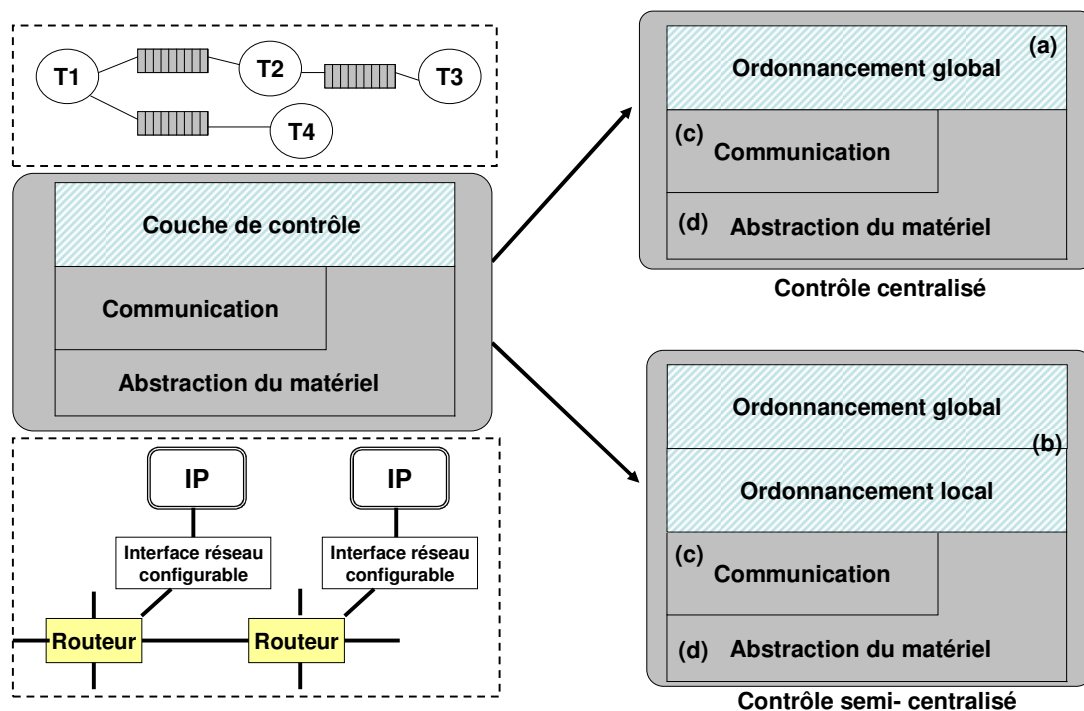 T1
T2
T3
T4
Couche de contrôle
Communication
Abstraction du matériel
IP
IP
Interface réseau
configurable
Interface réseau
configurable
Routeur
Routeur
(a)
Ordonnancement global
(c)
Communication
(d)
Abstraction du matériel
Contrôle centralisé
Ordonnancement global
(b)
Ordonnancement local
(c)
Communication
(d)
Abstraction du matériel
Contrôle semi- centralisé